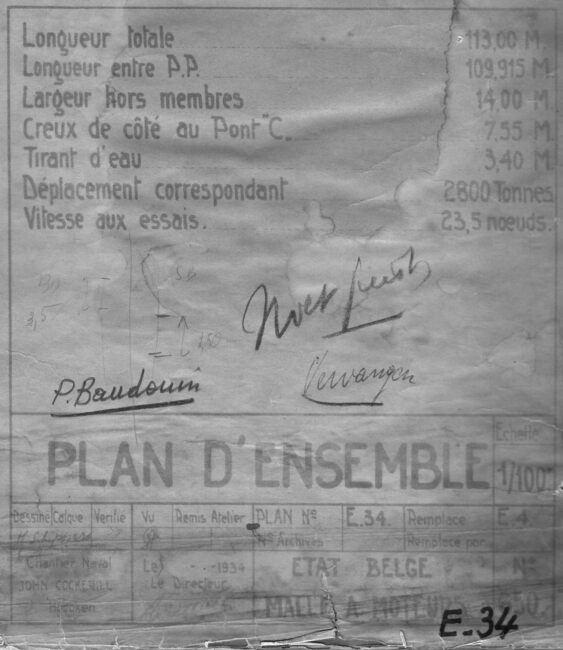 Longueur totale 113,00 M.
Longueur entre P.P. 109,915 M
Largeur hors membres 14,00 M
Creux de côté au Pont "C. 7,55 M.
Tirant d'eau 3,40 M
Déplacement correspondant 2800 Tonnes
Vitesse aux essais. 23,5 nœuds.
P. Baudouin
Vervangen
PLAN D'ENSEMBLE
Echelle
1/100
Dessiné Calqué Vérifié Vu Remis Atelier PLAN N° E.34. Remplace E.4.
N° Archives Remplacé par
Chantier Naval Le -1934 ETAT BELGE N°
JOHN COCKERILL Le Directeur
Hoboken MALLE A MOTEURS
E-34